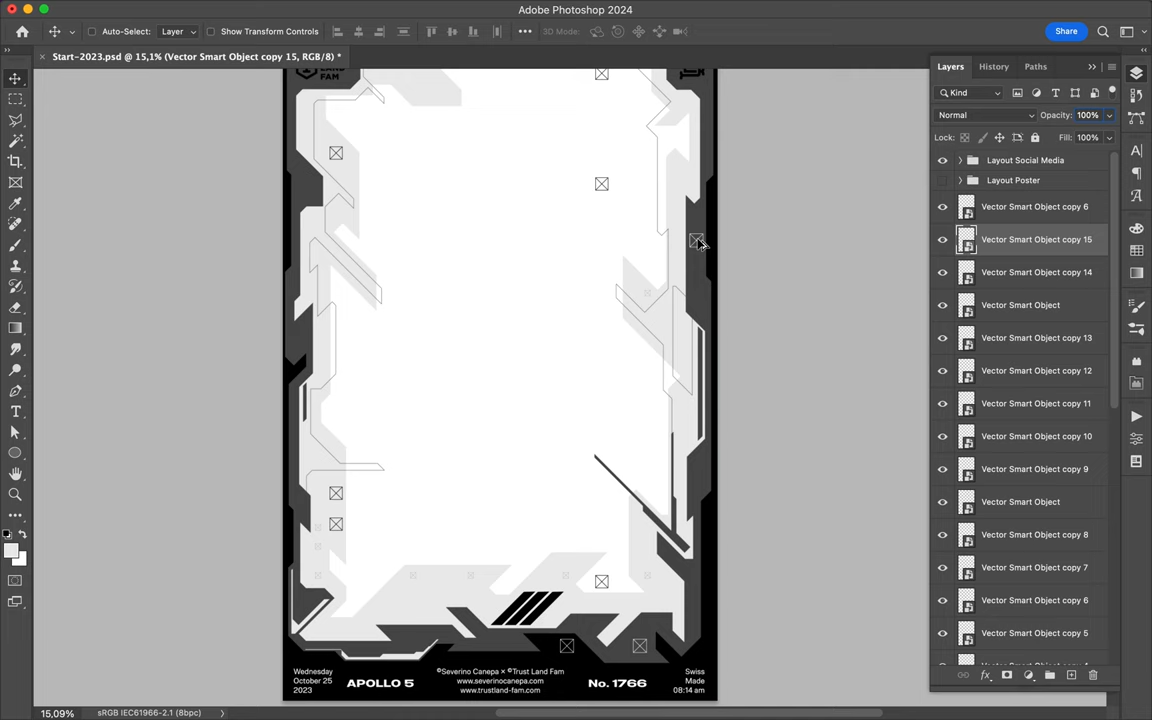 Adobe Photoshop 2024
Auto-Select:
Layer
Show Transform Controls
3D Mode:
Share
Start-2023.psd @ 15,1% (Vector Smart Object copy 15, RGB/8) *
Layers
History
Paths
Kind
Normal
Opacity:
100%
Lock:
Fill:
100%
Layout Social Media
Layout Poster
Vector Smart Object copy 6
Vector Smart Object copy 15
Vector Smart Object copy 14
Vector Smart Object
Vector Smart Object copy 13
Vector Smart Object copy 12
Vector Smart Object copy 11
Vector Smart Object copy 10
Vector Smart Object copy 9
Vector Smart Object
Vector Smart Object copy 8
Vector Smart Object copy 7
Vector Smart Object copy 6
Vector Smart Object copy 5
LAND
FAM
Wednesday
October 25
2023
APOLLO 5
©Severino Canepa × ©Trust Land Fam
www.severinocanepa.com
www.trustland-fam.com
No. 1766
Swiss
Made
08:14 am
15,09%
sRGB IEC61966-2.1 (8bpc)